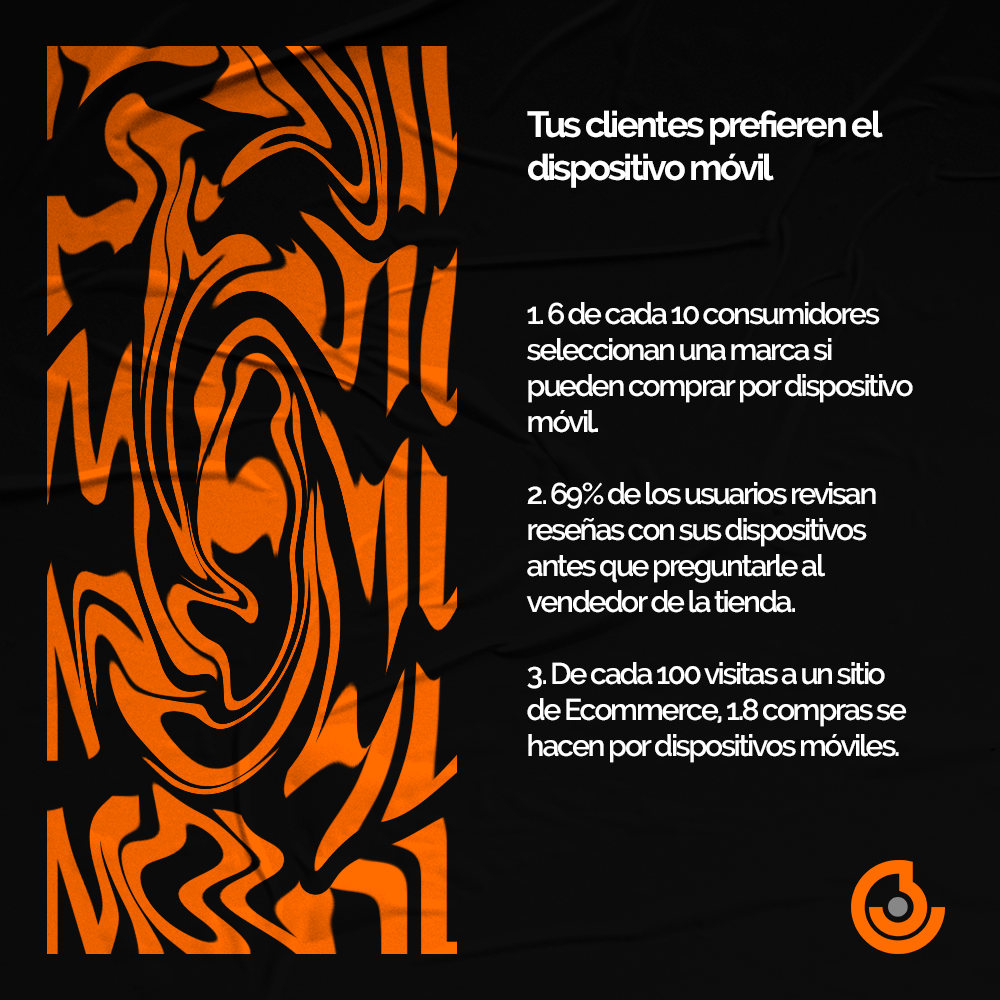 Tus clientes prefieren el
dispositivo móvil
1. 6 de cada 10 consumidores
seleccionan una marca si
pueden comprar por dispositivo
móvil.
2. 69% de los usuarios revisan
reseñas con sus dispositivos
antes que preguntarle al
vendedor de la tienda.
3. De cada 100 visitas a un sitio
de Ecommerce, 1.8 compras se
hacen por dispositivos móviles.